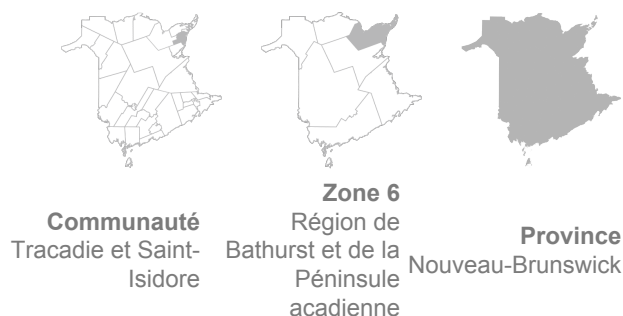 Communauté
Tracadie et Saint-
Isidore
Zone 6
Région de
Bathurst et de la
Péninsule
acadienne
Province
Nouveau-Brunswick